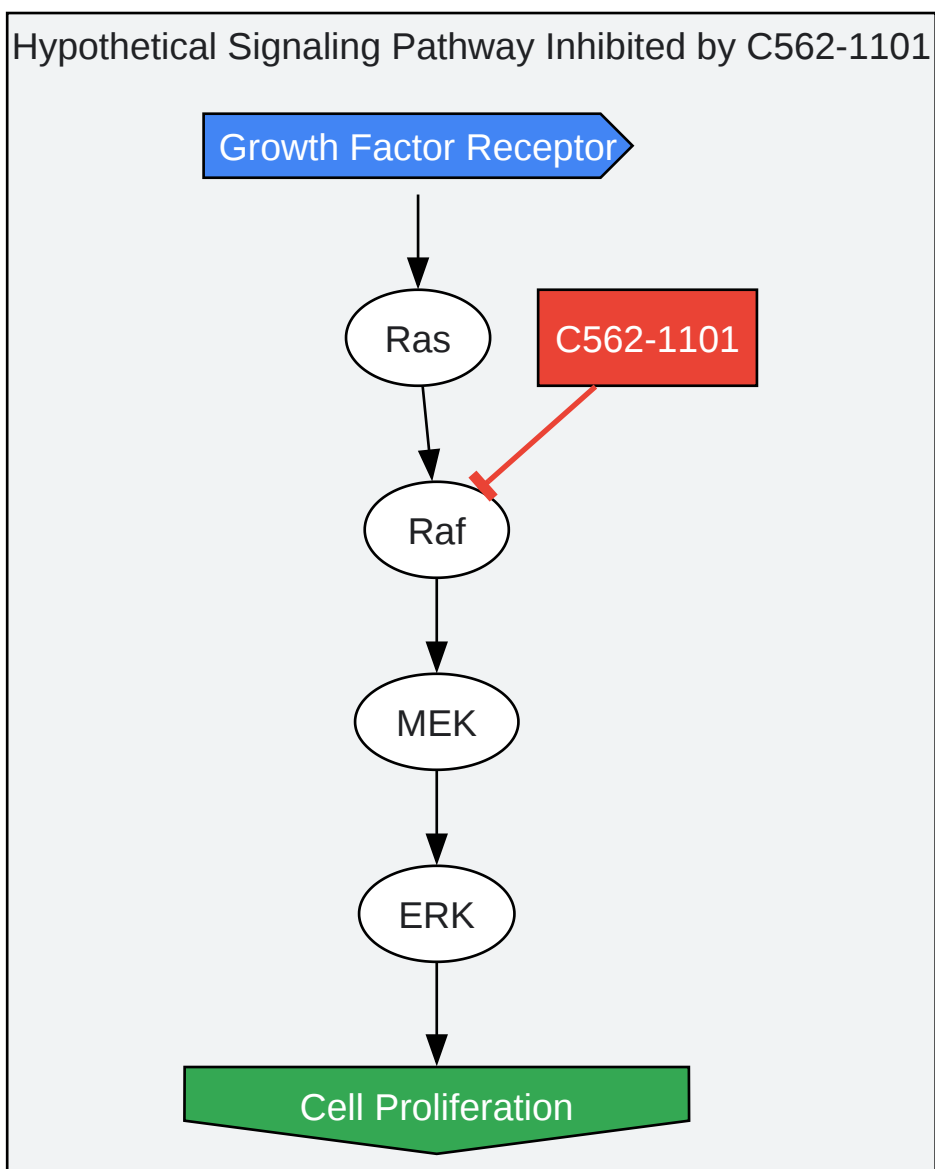 Hypothetical Signaling Pathway Inhibited by C562-1101
Growth Factor Receptor
Ras
C562-1101
Raf
MEK
ERK
Cell Proliferation